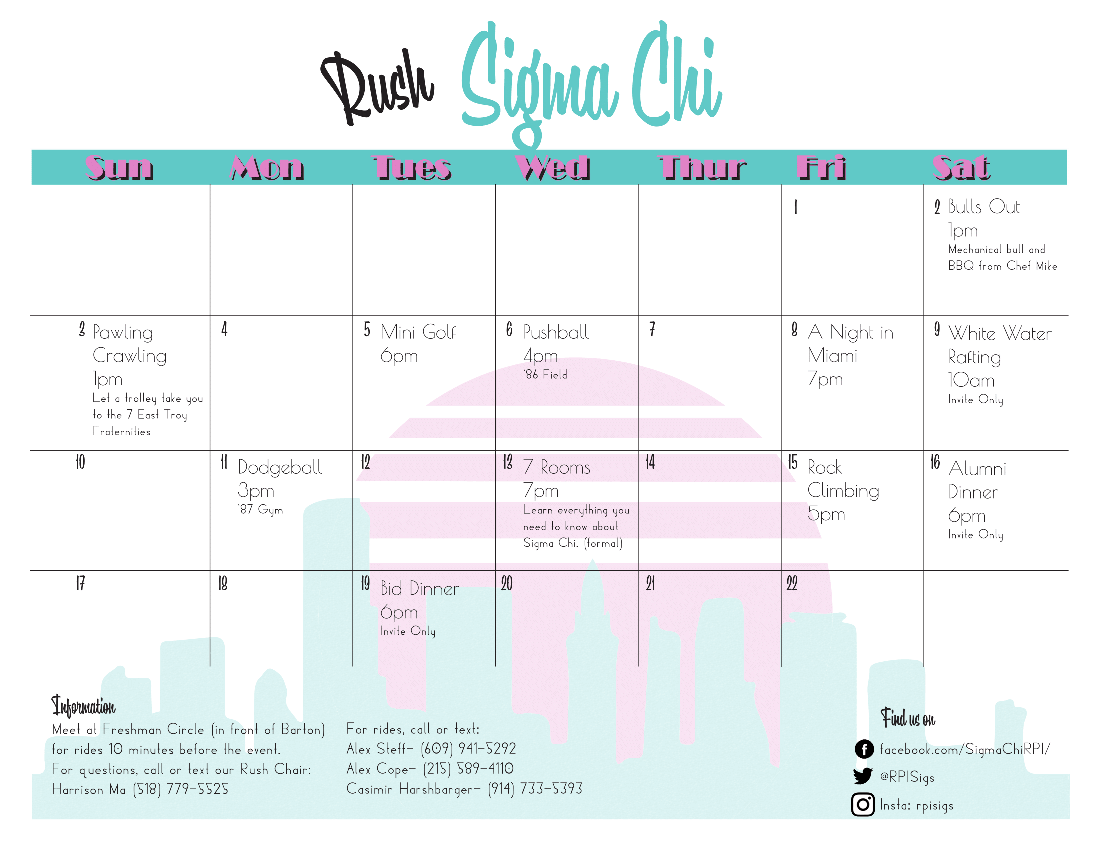 Rush Sigma Chi
Sun Mon Tues Wed Thur Fri Sat
1
2 Bulls Out
1pm
Mechanical bull and
BBQ from Chef Mike
3 Pawling
Crawling
1pm
Let a trolley take you
to the 7 East Troy
Fraternities
4
5 Mini Golf
6pm
6 Pushball
4pm
'86 Field
7
8 A Night in
Miami
7pm
9 White Water
Rafting
10am
Invite Only
10
11 Dodgeball
3pm
'87 Gym
12
13 7 Rooms
7pm
Learn everything you
need to know about
Sigma Chi. (formal)
14
15 Rock
Climbing
5pm
16 Alumni
Dinner
6pm
Invite Only
17
18
19 Bid Dinner
6pm
Invite Only
20
21
22
Information
Meet at Freshman Circle (in front of Barton)
for rides 10 minutes before the event.
For questions, call or text our Rush Chair:
Harrison Ma (518) 779-5525
For rides, call or text:
Alex Steff- (609) 941-5292
Alex Cope- (215) 589-4110
Casimir Harshbarger- (914) 733-5393
Find us on
facebook.com/SigmaChiRPI/
@RPISigs
Insta: rpisigs